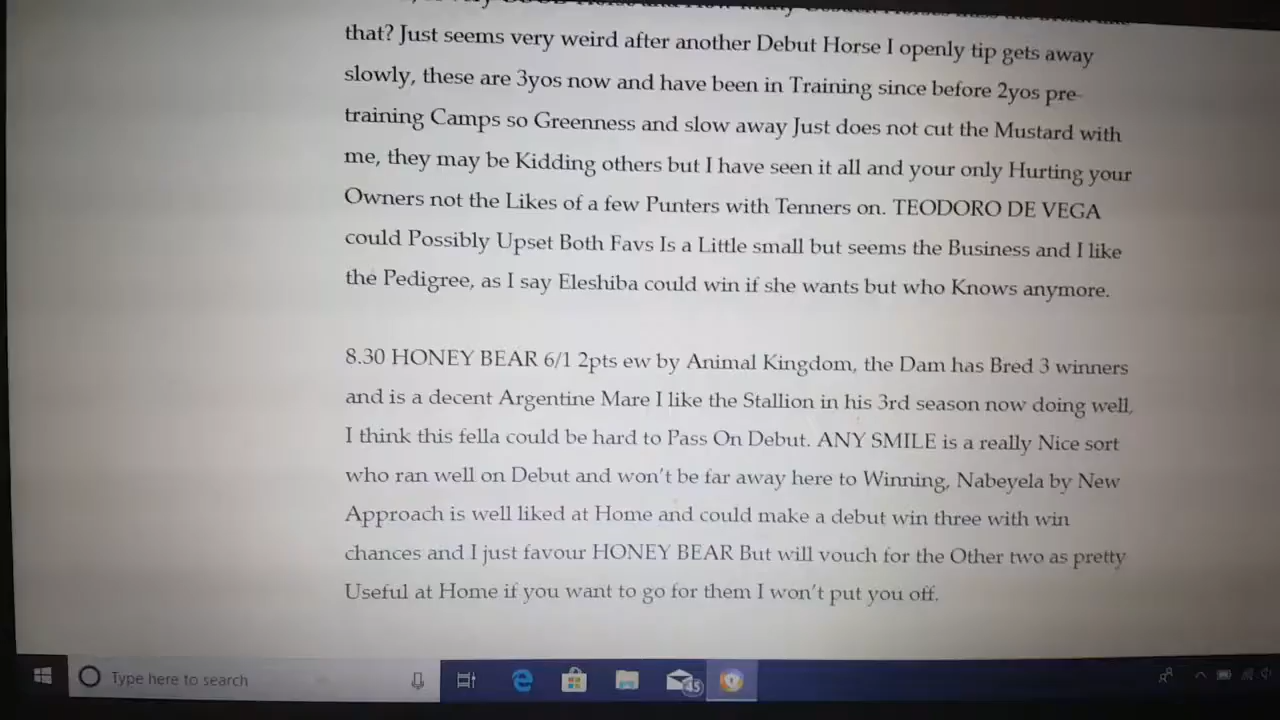 that? Just seems very weird after another Debut Horse I openly tip gets away
slowly, these are 3yos now and have been in Training since before 2yos pre-
training Camps so Greenness and slow away Just does not cut the Mustard with
me, they may be Kidding others but I have seen it all and your only Hurting your
Owners not the Likes of a few Punters with Tenners on. TEODORO DE VEGA
could Possibly Upset Both Favs Is a Little small but seems the Business and I like
the Pedigree, as I say Eleshiba could win if she wants but who Knows anymore.
8.30 HONEY BEAR 6/1 2pts ew by Animal Kingdom, the Dam has Bred 3 winners
and is a decent Argentine Mare I like the Stallion in his 3rd season now doing well,
I think this fella could be hard to Pass On Debut. ANY SMILE is a really Nice sort
who ran well on Debut and won't be far away here to Winning, Nabeyela by New
Approach is well liked at Home and could make a debut win three with win
chances and I just favour HONEY BEAR But will vouch for the Other two as pretty
Useful at Home if you want to go for them I won't put you off.
Type here to search
45